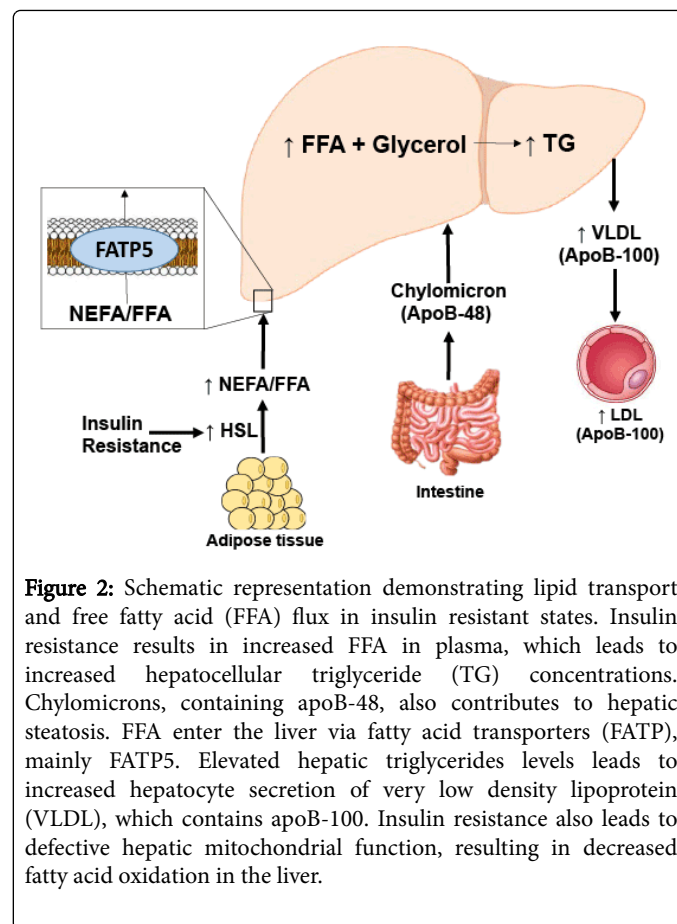 ↑ FFA + Glycerol → ↑ TG
FATP5
NEFA/FFA
↑ VLDL
(ApoB-100)
Chylomicron
(ApoB-48)
↑ NEFA/FFA
Insulin
Resistance
↑ HSL
↑ LDL
(ApoB-100)
Intestine
Adipose tissue
Figure 2: Schematic representation demonstrating lipid transport
and free fatty acid (FFA) flux in insulin resistant states. Insulin
resistance results in increased FFA in plasma, which leads to
increased hepatocellular triglyceride (TG) concentrations.
Chylomicrons, containing apoB-48, also contributes to hepatic
steatosis. FFA enter the liver via fatty acid transporters (FATP),
mainly FATP5. Elevated hepatic triglycerides levels leads to
increased hepatocyte secretion of very low density lipoprotein
(VLDL), which contains apoB-100. Insulin resistance also leads to
defective hepatic mitochondrial function, resulting in decreased
fatty acid oxidation in the liver.